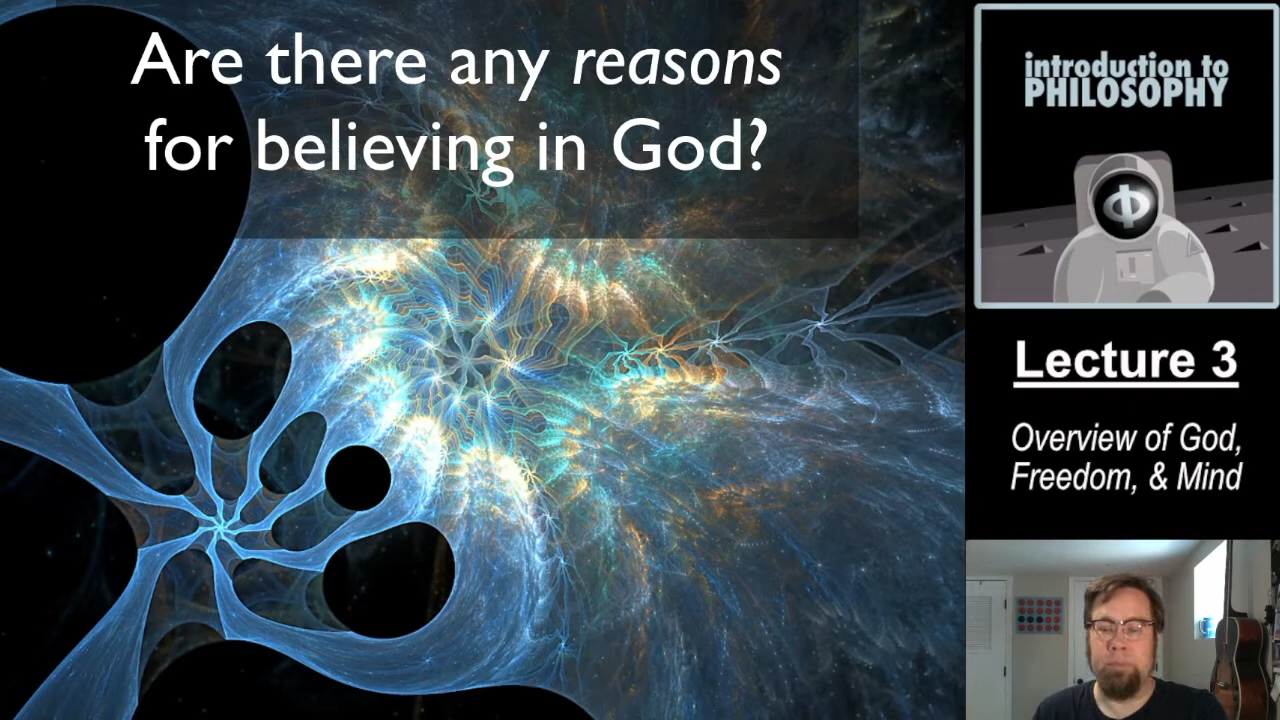 Are there any reasons
for believing in God?
introduction to
PHILOSOPHY
Φ
Lecture 3
Overview of God,
Freedom, & Mind